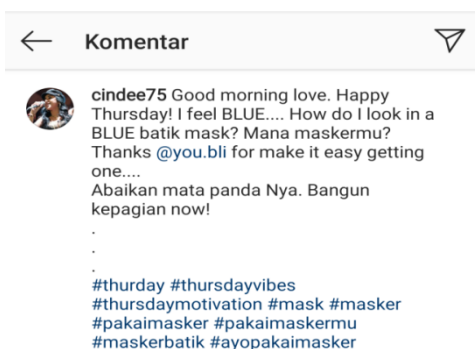 Komentar
cindee75 Good morning love. Happy
Thursday! I feel BLUE.... How do I look in a
BLUE batik mask? Mana maskermu?
Thanks @you.bli for make it easy getting
one....
Abaikan mata panda Nya. Bangun
kepagian now!
.
.
.
#thurday #thursdayvibes
#thursdaymotivation #mask #masker
#pakaimasker #pakaimaskermu
#maskerbatik #ayopakaimasker